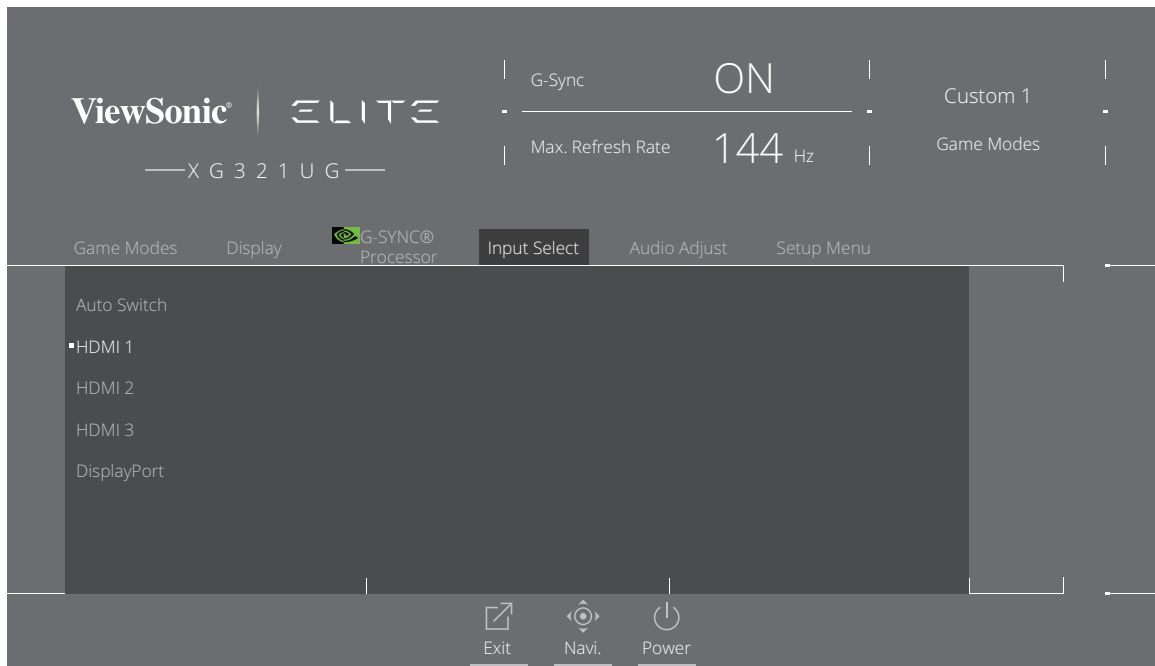 ViewSonic® ELITE
XG321UG
G-Sync ON
Max. Refresh Rate 144 Hz
Custom 1
Game Modes
Game Modes Display G-SYNC® Processor Input Select Audio Adjust Setup Menu
Auto Switch
HDMI 1
HDMI 2
HDMI 3
DisplayPort
Exit Navi. Power